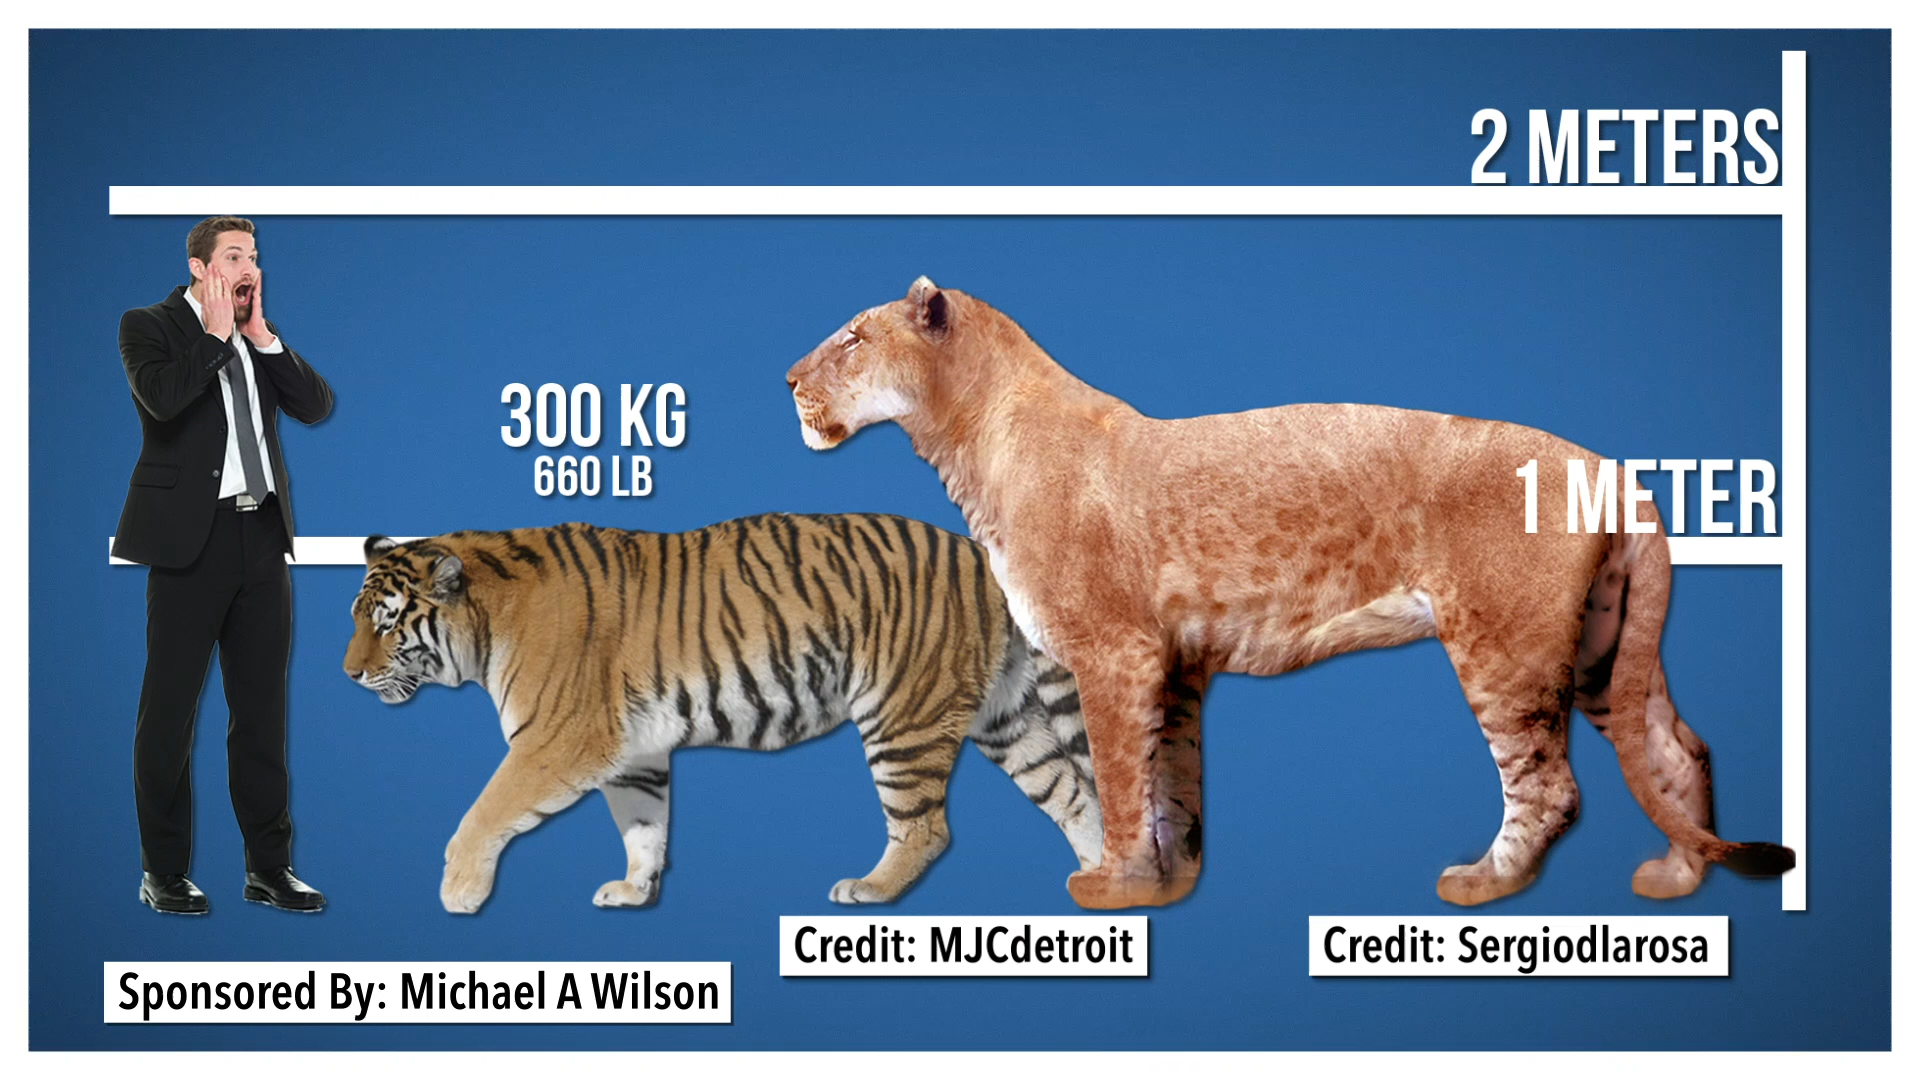 2 METERS
300 KG
660 LB
1 METER
Credit: MJCdetroit
Credit: Sergiodlarosa
Sponsored By: Michael A Wilson